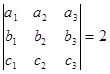 | a₁ a₂ a₃ |
| b₁ b₂ b₃ | = 2
| c₁ c₂ c₃ |